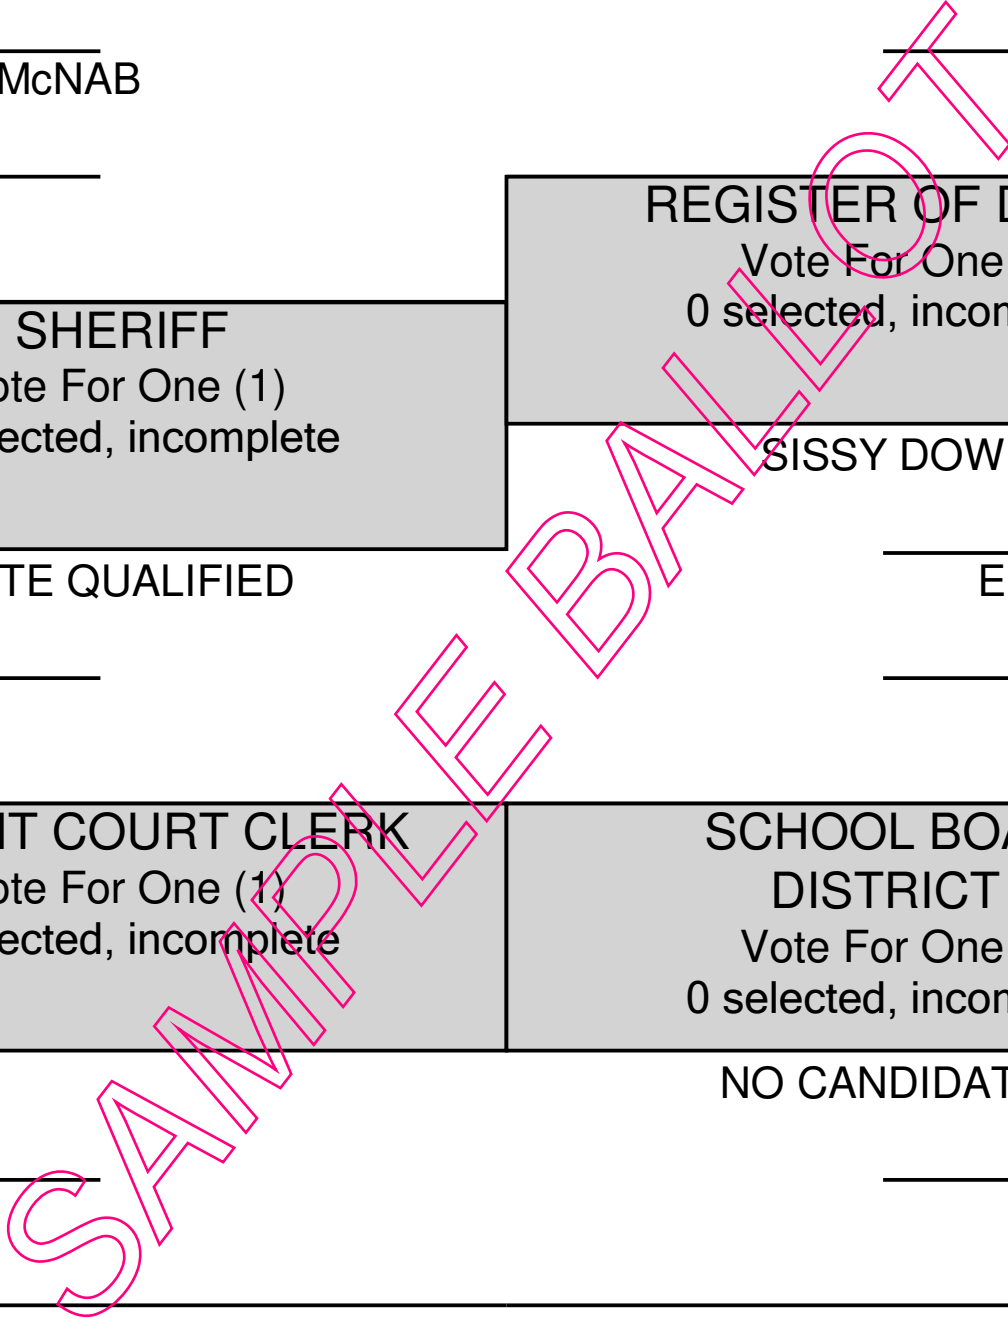 McNAB
SHERIFF
ote For One (1)
ected, incomplete
TE QUALIFIED
IT COURT CLERK
ote For One (1)
ected, incomplete
REGISTER OF D
Vote For One
0 selected, incom
SISSY DOW
E
SCHOOL BOA
DISTRICT
Vote For One
0 selected, incom
NO CANDIDAT
SAMPLE BALLOT